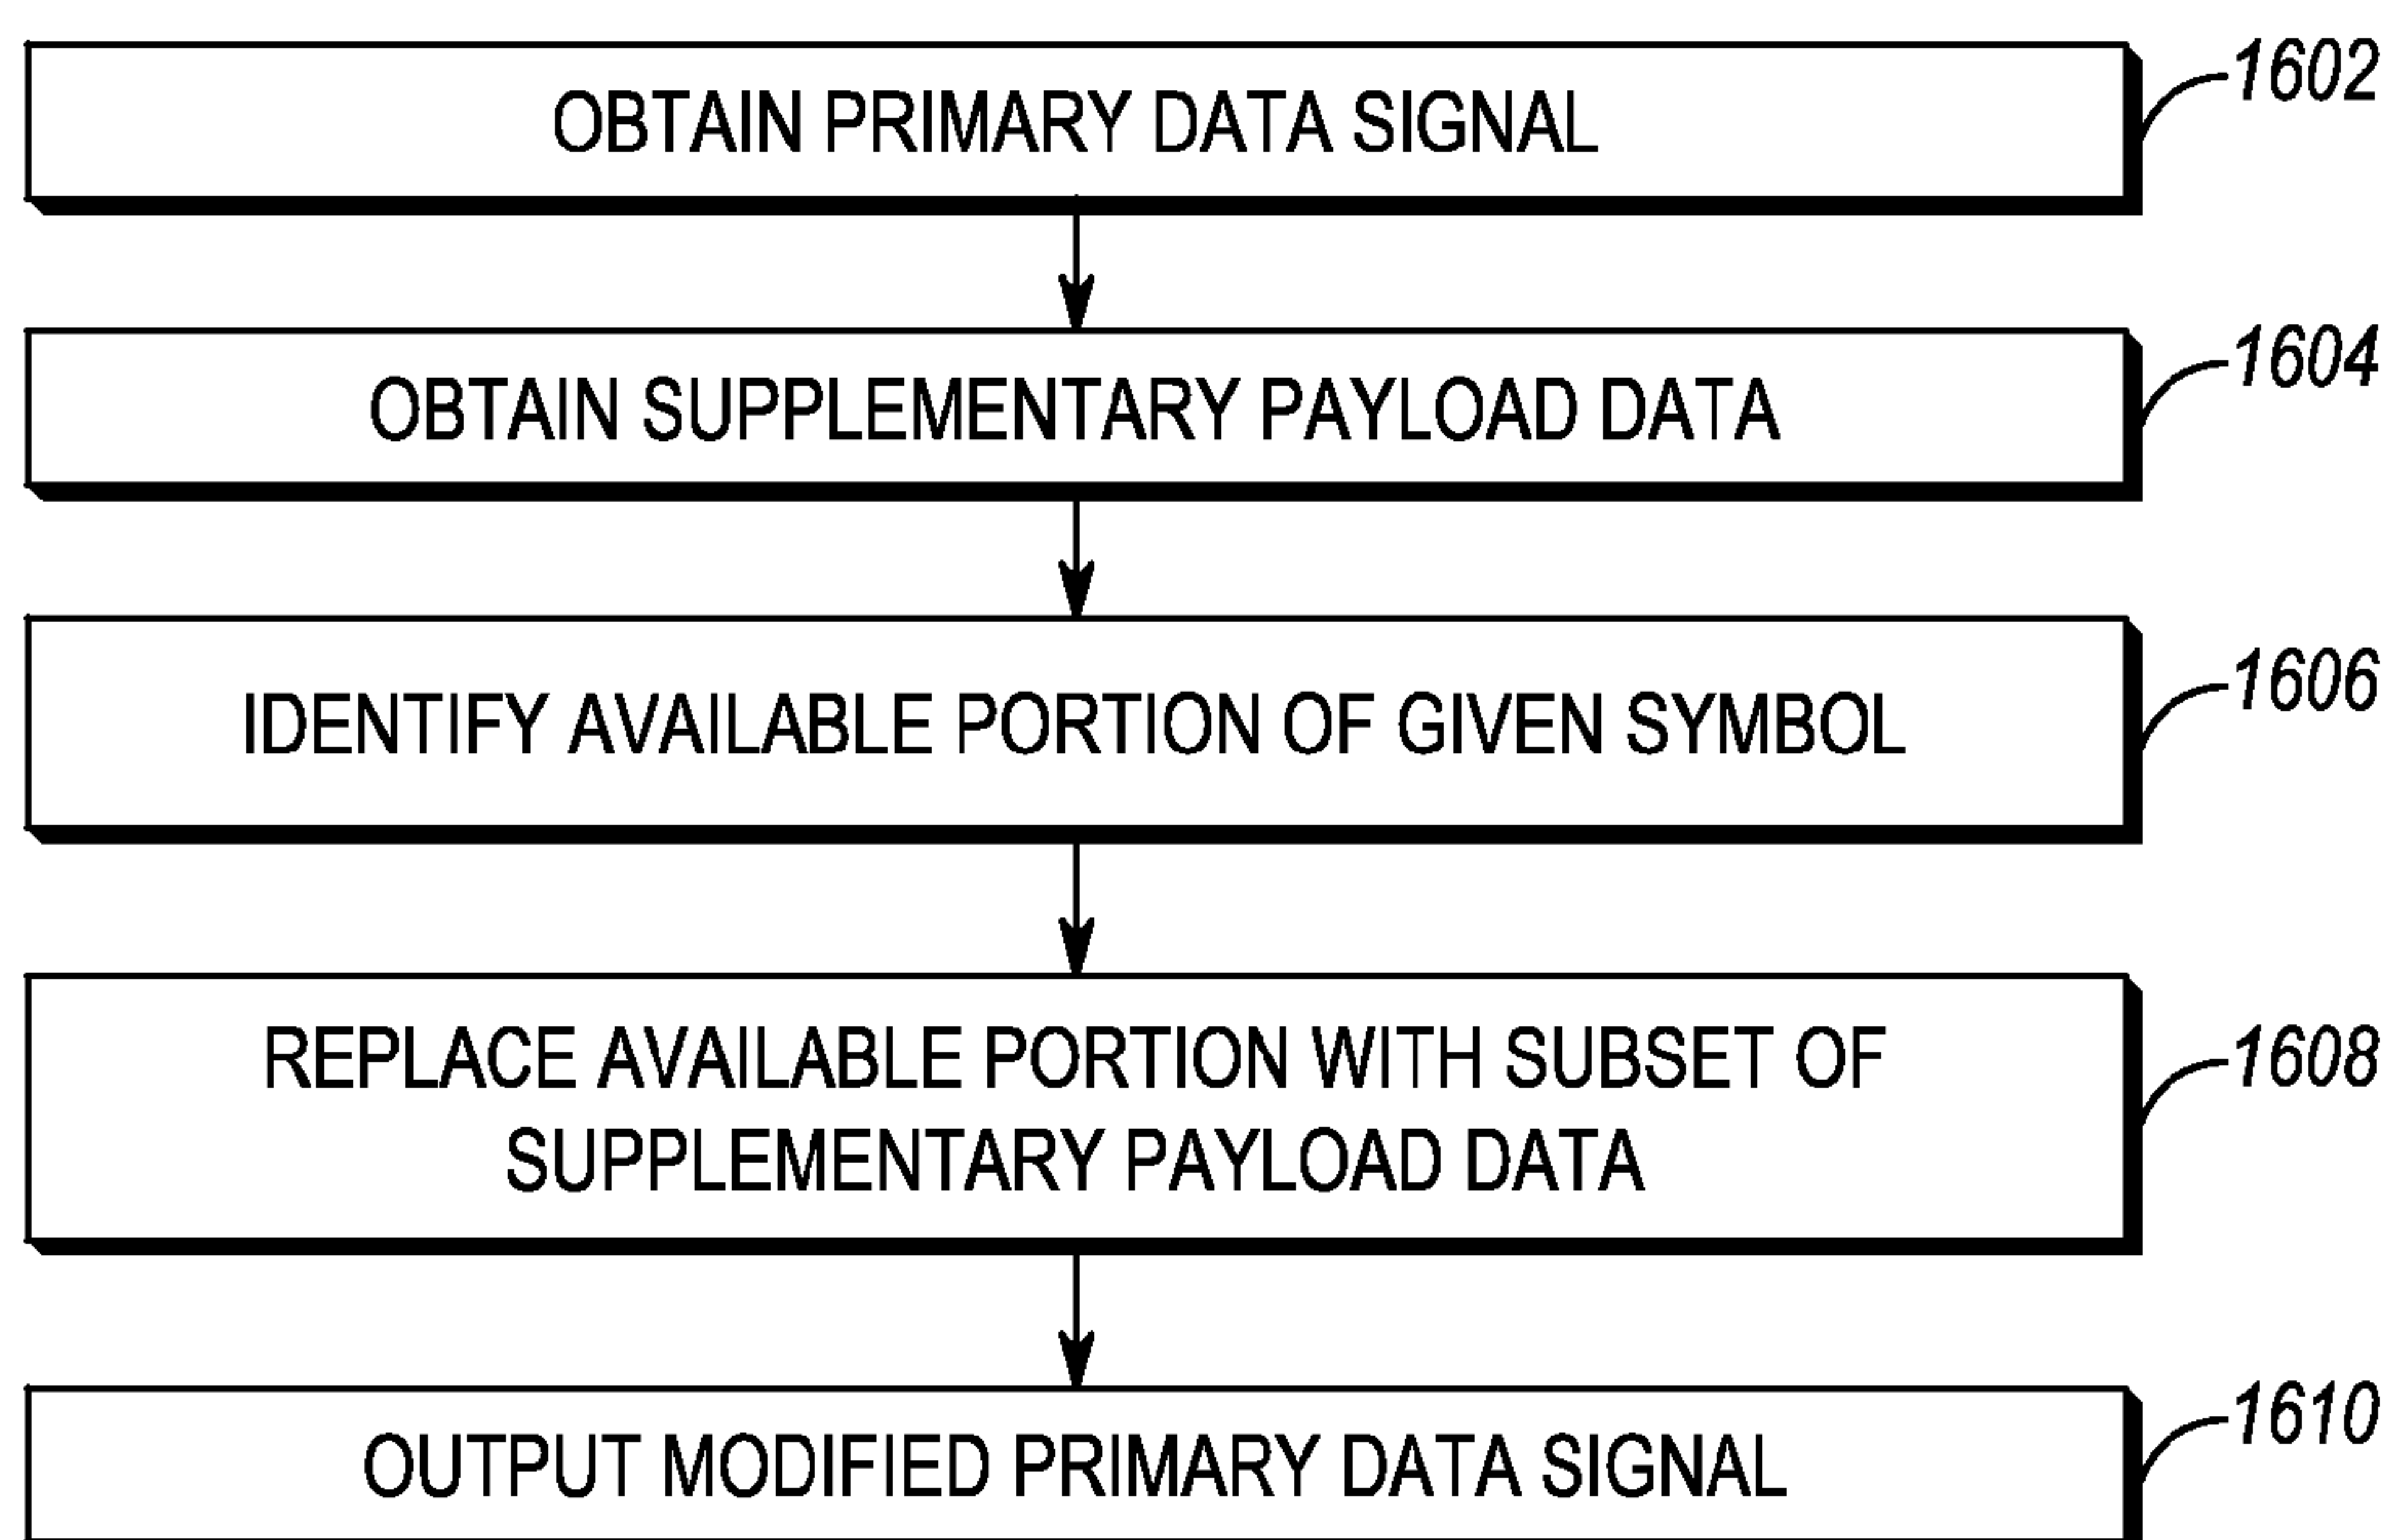 OBTAIN PRIMARY DATA SIGNAL
1602
OBTAIN SUPPLEMENTARY PAYLOAD DATA
1604
IDENTIFY AVAILABLE PORTION OF GIVEN SYMBOL
1606
REPLACE AVAILABLE PORTION WITH SUBSET OF
SUPPLEMENTARY PAYLOAD DATA
1608
OUTPUT MODIFIED PRIMARY DATA SIGNAL
1610